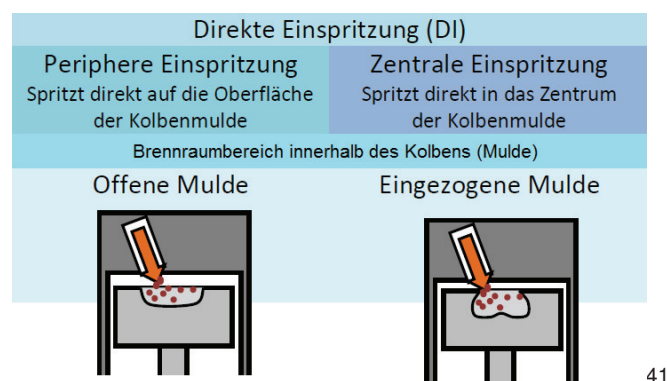 Direkte Einspritzung (DI)
Periphere Einspritzung
Spritzt direkt auf die Oberfläche
der Kolbenmulde
Zentrale Einspritzung
Spritzt direkt in das Zentrum
der Kolbenmulde
Brennraumbereich innerhalb des Kolbens (Mulde)
Offene Mulde
Eingezogene Mulde
41